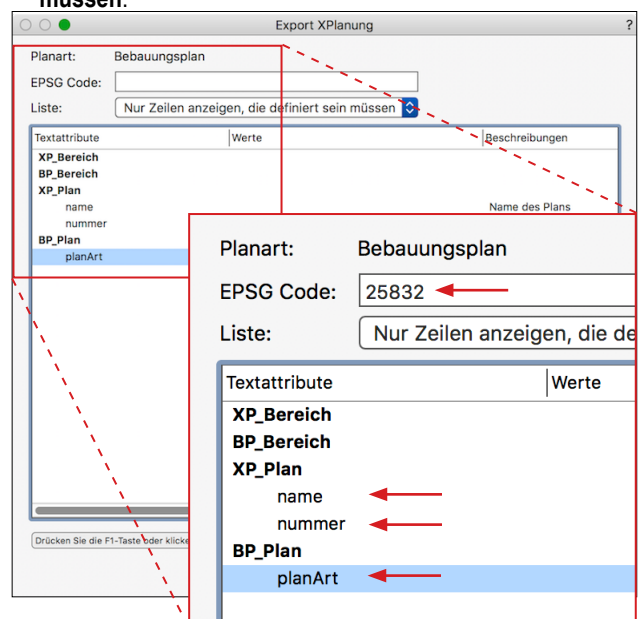 müssen.
Export XPlanung ?
Planart: Bebauungsplan
EPSG Code:
Liste: Nur Zeilen anzeigen, die definiert sein müssen
Textattribute Werte Beschreibungen
XP_Bereich
BP_Bereich
XP_Plan
name Name des Plans
nummer
BP_Plan
planArt
Drücken Sie die F1-Taste oder klicke
Planart: Bebauungsplan
EPSG Code: 25832
Liste: Nur Zeilen anzeigen, die de
Textattribute Werte
XP_Bereich
BP_Bereich
XP_Plan
name
nummer
BP_Plan
planArt